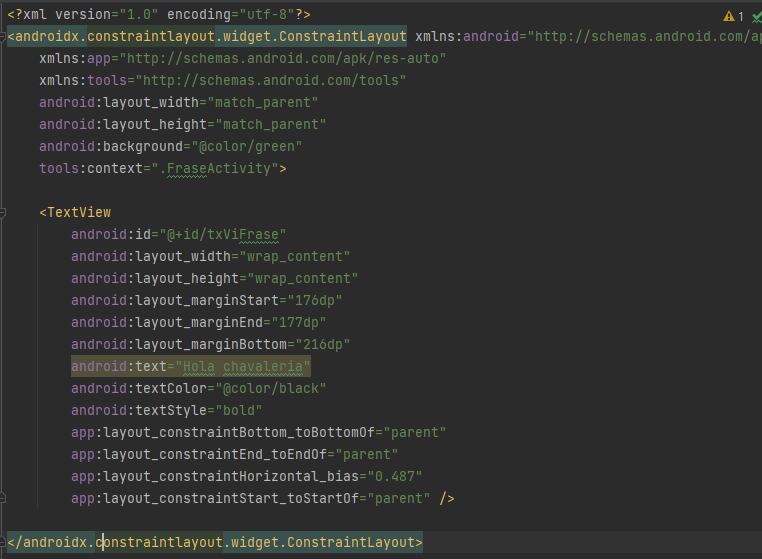 <?xml version="1.0" encoding="utf-8"?>
1
<androidx.constraintlayout.widget.ConstraintLayout xmlns:android="http://schemas.android.com/ap
xmlns:app="http://schemas.android.com/apk/res-auto"
xmlns:tools="http://schemas.android.com/tools"
android:layout_width="match_parent"
android:layout_height="match_parent"
android:background="@color/green"
tools:context=".FraseActivity">
<TextView
android:id="@+id/txViFrase"
android:layout_width="wrap_content"
android:layout_height="wrap_content"
android:layout_marginStart="176dp"
android:layout_marginEnd="177dp"
android:layout_marginBottom="216dp"
android:text="Hola chavaleria"
android:textColor="@color/black"
android:textStyle="bold"
app:layout_constraintBottom_toBottomOf="parent"
app:layout_constraintEnd_toEndOf="parent"
app:layout_constraintHorizontal_bias="0.487"
app:layout_constraintStart_toStartOf="parent" />
</androidx.constraintlayout.widget.ConstraintLayout>